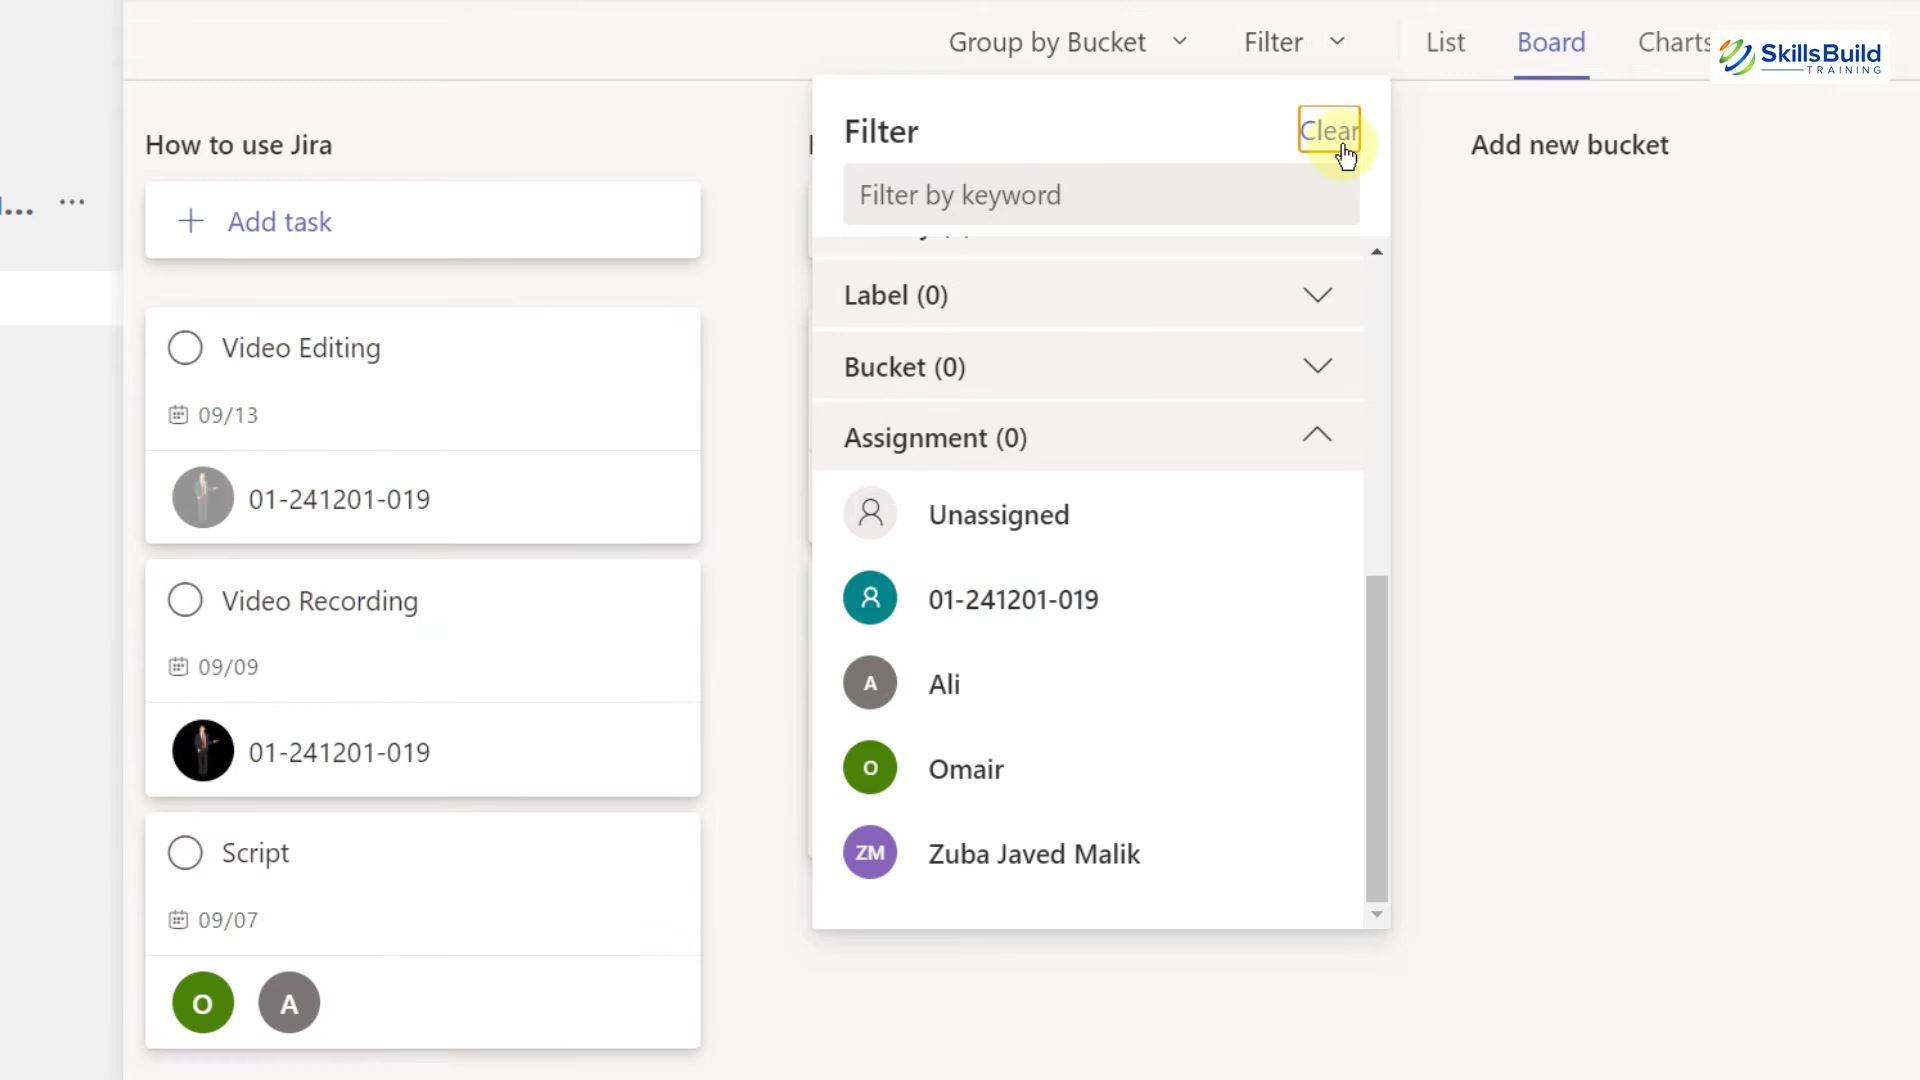 Group by Bucket
Filter
List
Board
Charts
SkillsBuild
TRAINING
How to use Jira
Add task
Video Editing
09/13
01-241201-019
Video Recording
09/09
01-241201-019
Script
09/07
O
A
Filter
Clear
Filter by keyword
Label (0)
Bucket (0)
Assignment (0)
Unassigned
01-241201-019
A
Ali
O
Omair
ZM
Zuba Javed Malik
Add new bucket